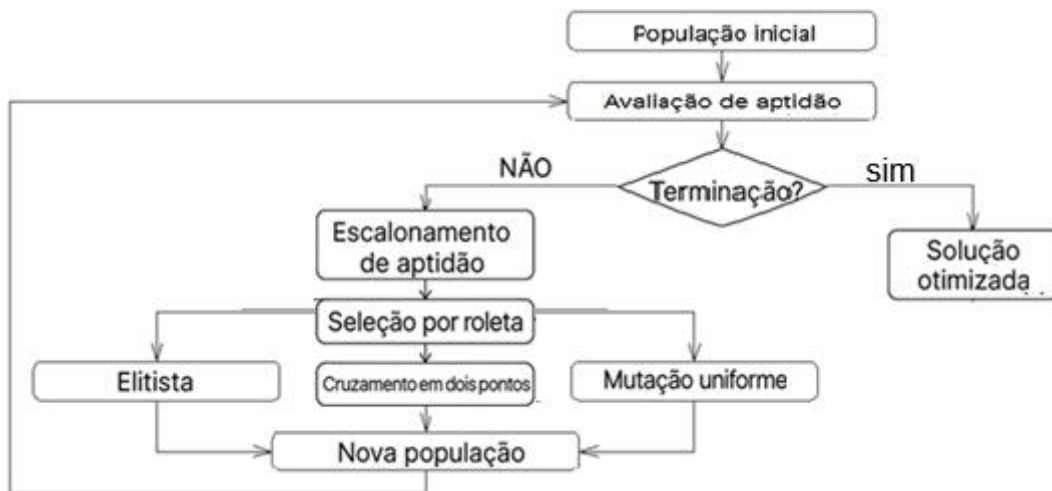 População inicial
Avaliação de aptidão
Terminação?
NÃO
sim
Escalonamento
de aptidão
Solução
otimizada
Seleção por roleta
Elitista
Cruzamento em dois pontos
Mutação uniforme
Nova população